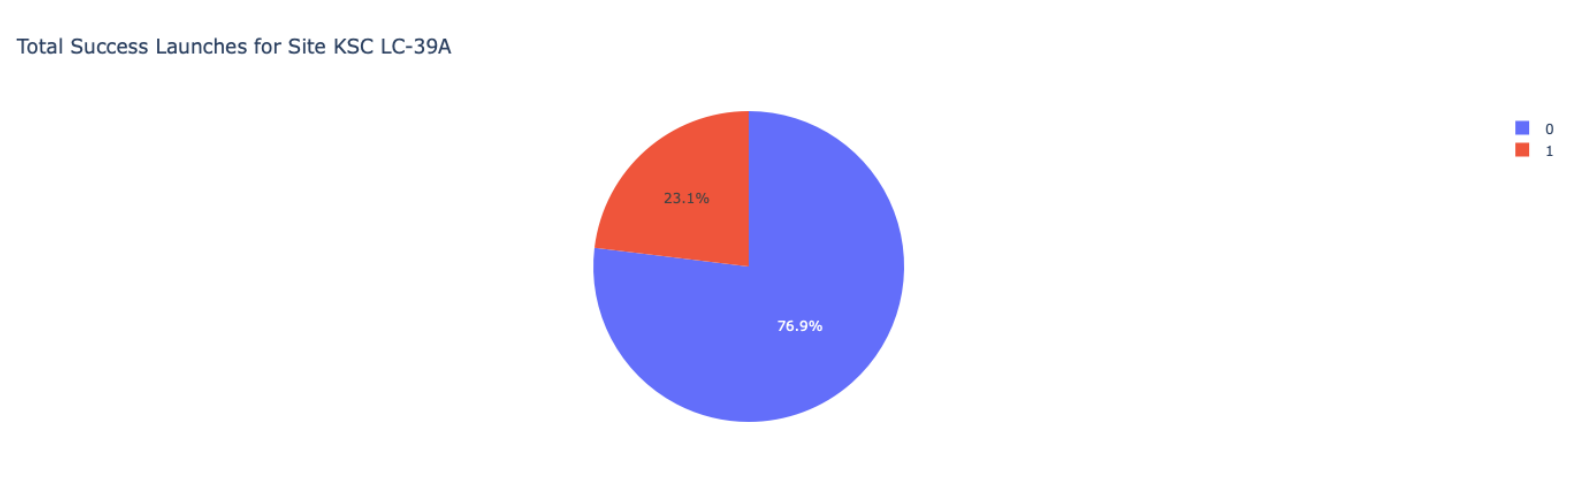 Total Success Launches for Site KSC LC-39A
0
1
23.1%
76.9%